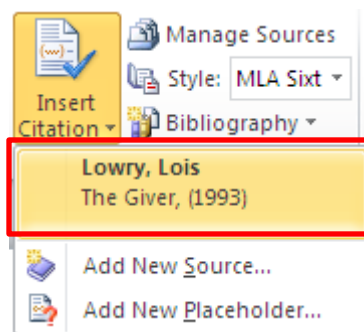 Manage Sources
Style: MLA Sixt
Insert
Citation
Bibliography
Lowry, Lois
The Giver, (1993)
Add New Source...
Add New Placeholder...